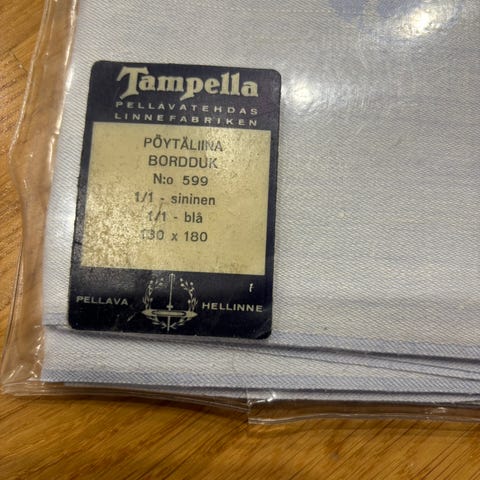 Tampella
PELLAVATEHDAS
LINNEFABRIKEN
PÖYTÄLIINA
BORDDUK
N:o 599
1/1 - sininen
1/1 - blå
130 x 180
PELLAVA HELLINNE